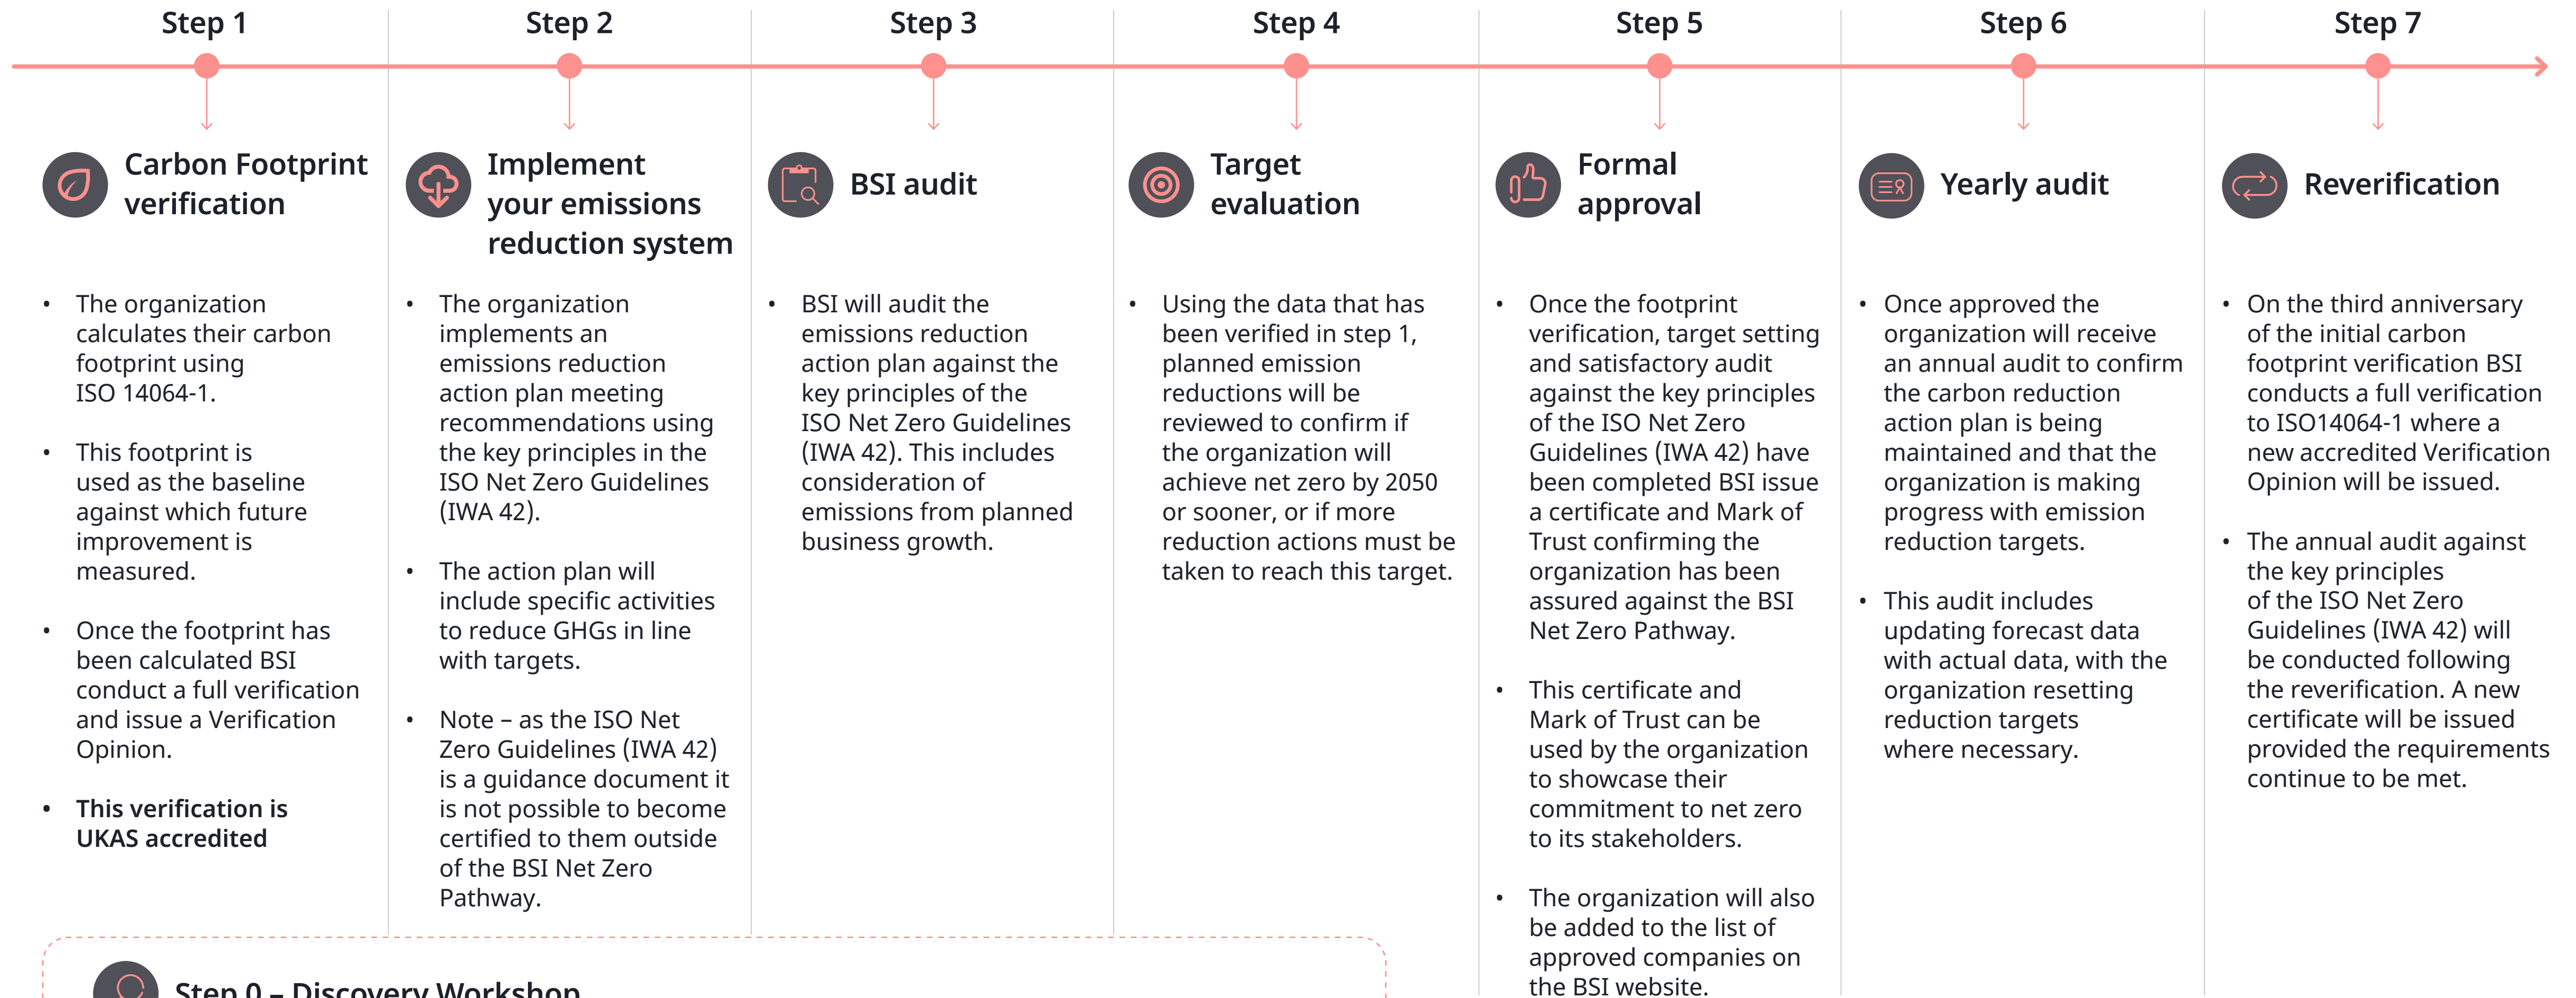 Step 1
Carbon Footprint
verification
• The organization
calculates their carbon
footprint using
ISO 14064-1.
• This footprint is
used as the baseline
against which future
improvement is
measured.
• Once the footprint has
been calculated BSI
conduct a full verification
and issue a Verification
Opinion.
• This verification is
UKAS accredited
Step 2
Implement
your emissions
reduction system
• The organization
implements an
emissions reduction
action plan meeting
recommendations using
the key principles in the
ISO Net Zero Guidelines
(IWA 42).
• The action plan will
include specific activities
to reduce GHGs in line
with targets.
• Note – as the ISO Net
Zero Guidelines (IWA 42)
is a guidance document it
is not possible to become
certified to them outside
of the BSI Net Zero
Pathway.
Step 3
BSI audit
• BSI will audit the
emissions reduction
action plan against the
key principles of the
ISO Net Zero Guidelines
(IWA 42). This includes
consideration of
emissions from planned
business growth.
Step 4
Target
evaluation
• Using the data that has
been verified in step 1,
planned emission
reductions will be
reviewed to confirm if
the organization will
achieve net zero by 2050
or sooner, or if more
reduction actions must be
taken to reach this target.
Step 5
Formal
approval
• Once the footprint
verification, target setting
and satisfactory audit
against the key principles
of the ISO Net Zero
Guidelines (IWA 42) have
been completed BSI issue
a certificate and Mark of
Trust confirming the
organization has been
assured against the BSI
Net Zero Pathway.
• This certificate and
Mark of Trust can be
used by the organization
to showcase their
commitment to net zero
to its stakeholders.
• The organization will also
be added to the list of
approved companies on
the BSI website.
Step 6
Yearly audit
• Once approved the
organization will receive
an annual audit to confirm
the carbon reduction
action plan is being
maintained and that the
organization is making
progress with emission
reduction targets.
• This audit includes
updating forecast data
with actual data, with the
organization resetting
reduction targets
where necessary.
Step 7
Reverification
• On the third anniversary
of the initial carbon
footprint verification BSI
conducts a full verification
to ISO14064-1 where a
new accredited Verification
Opinion will be issued.
• The annual audit against
the key principles
of the ISO Net Zero
Guidelines (IWA 42) will
be conducted following
the reverification. A new
certificate will be issued
provided the requirements
continue to be met.
Step 0 – Discovery Workshop